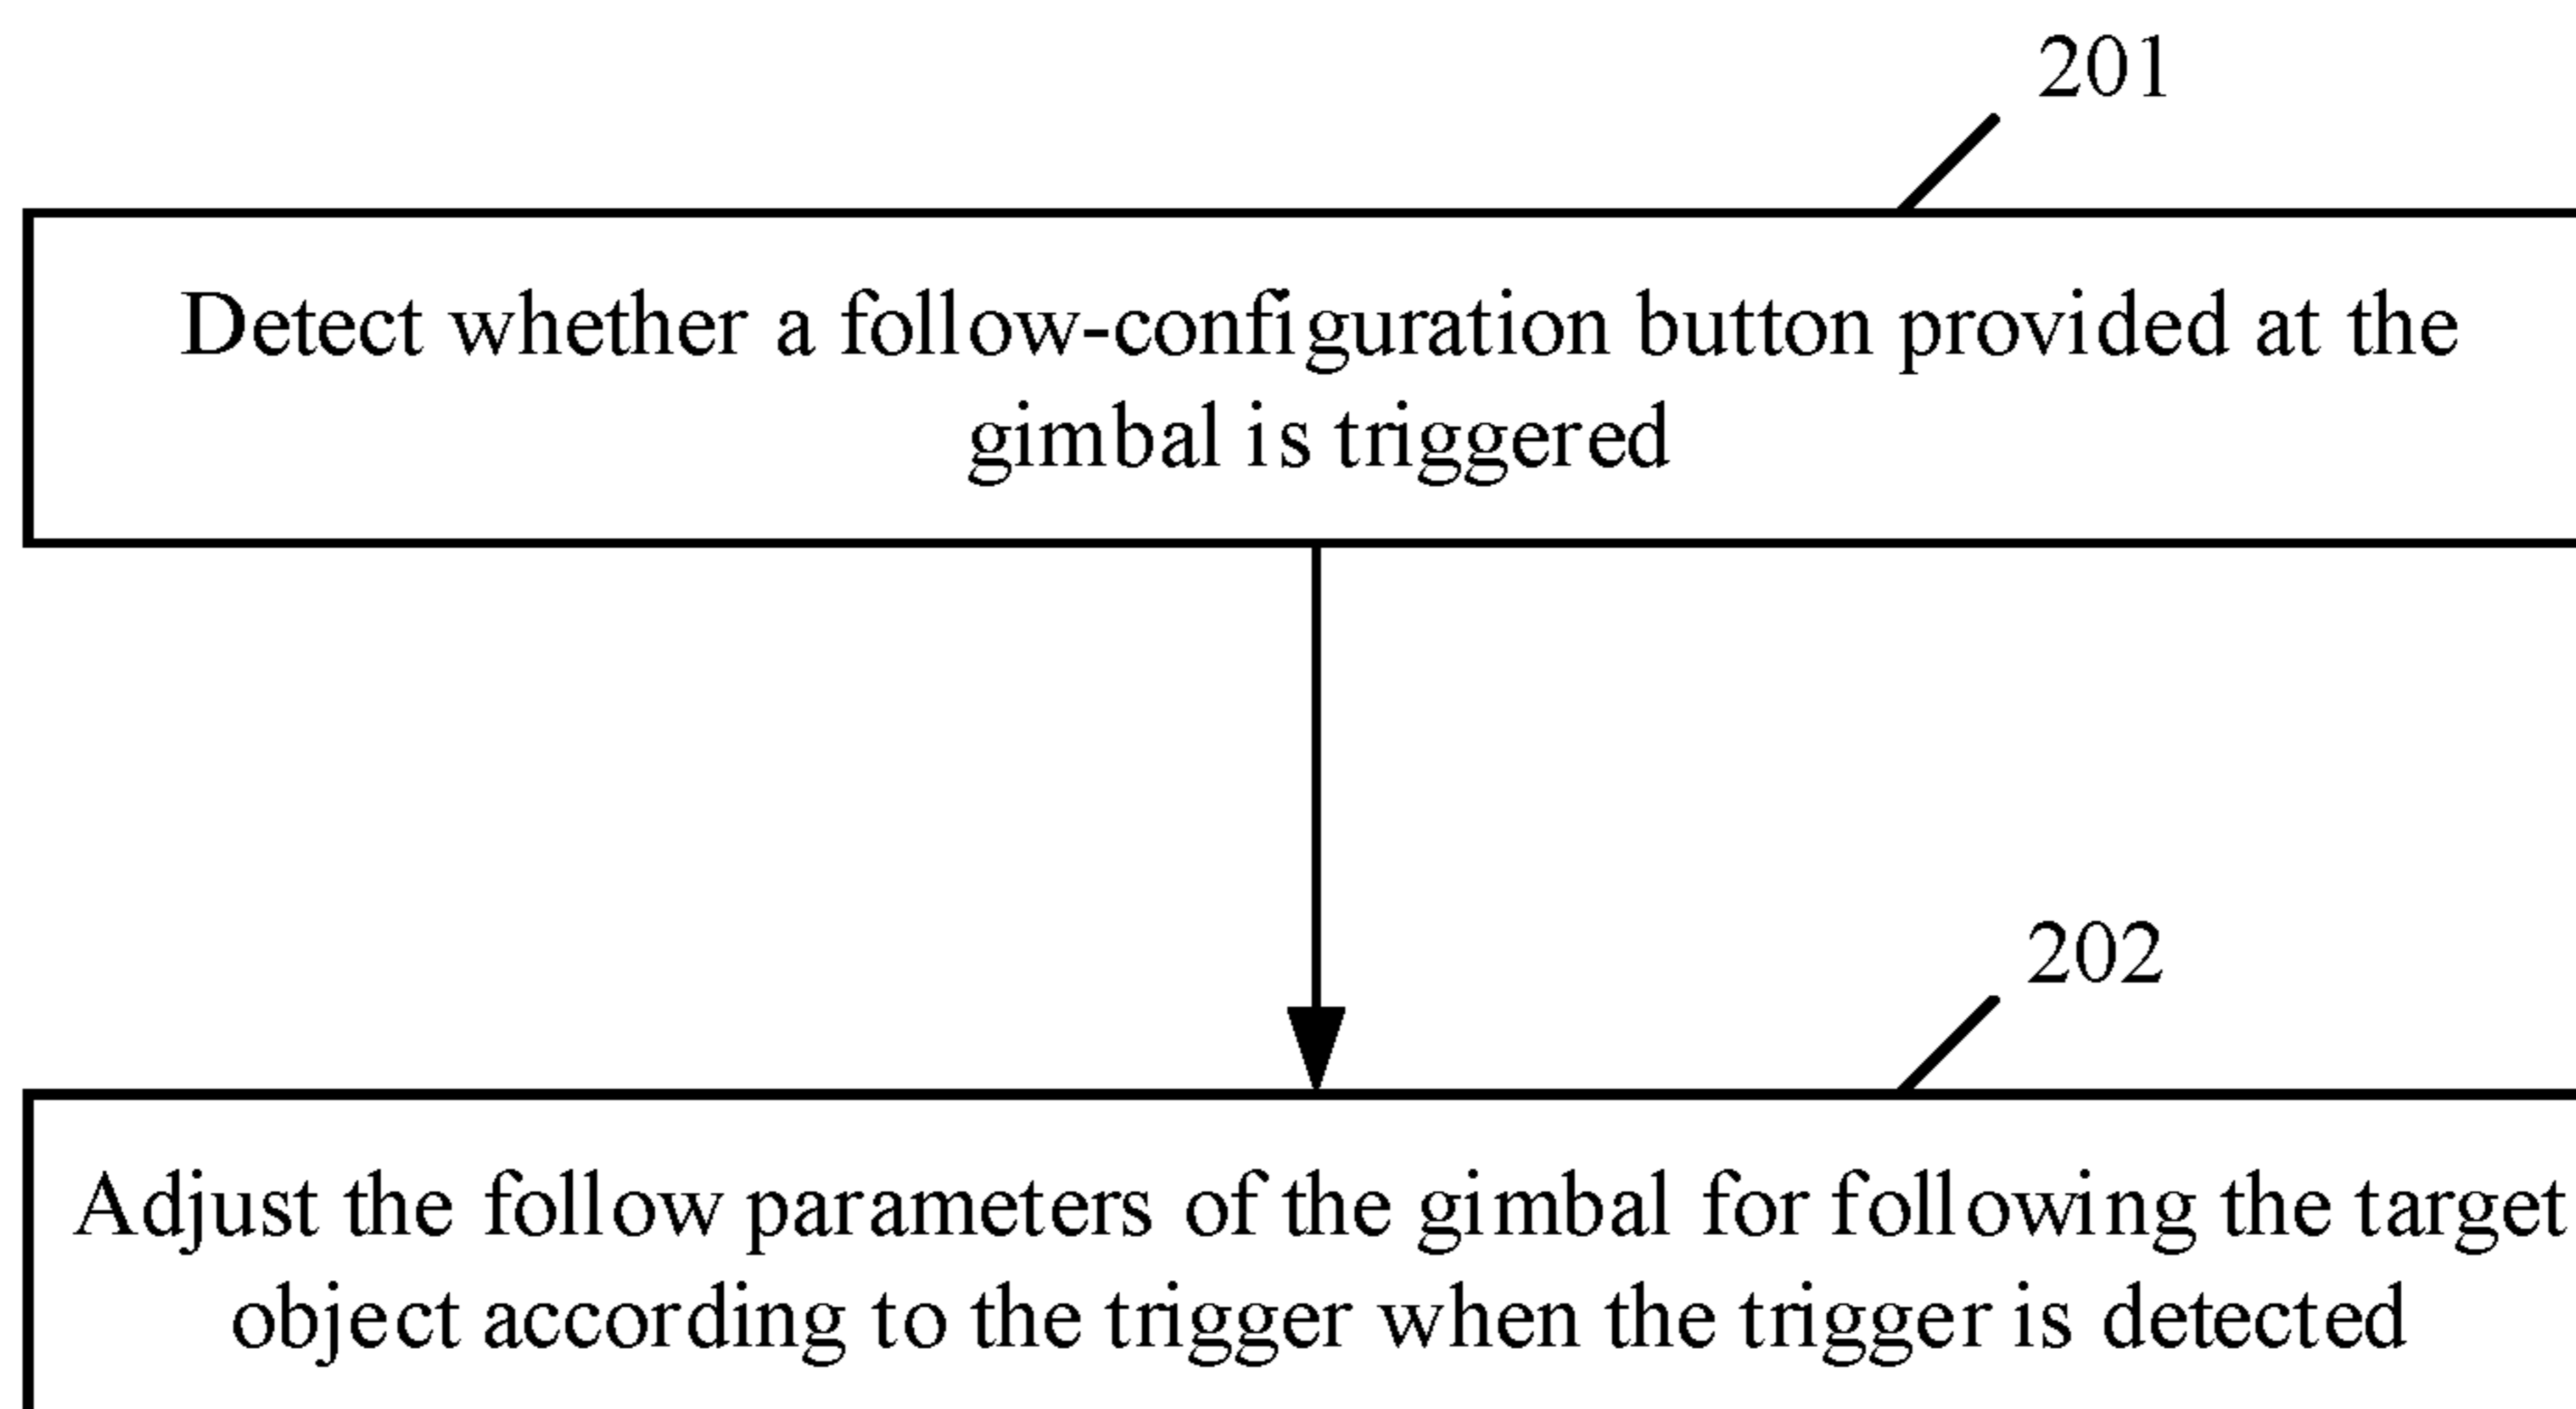 201
Detect whether a follow-configuration button provided at the
gimbal is triggered
202
Adjust the follow parameters of the gimbal for following the target
object according to the trigger when the trigger is detected